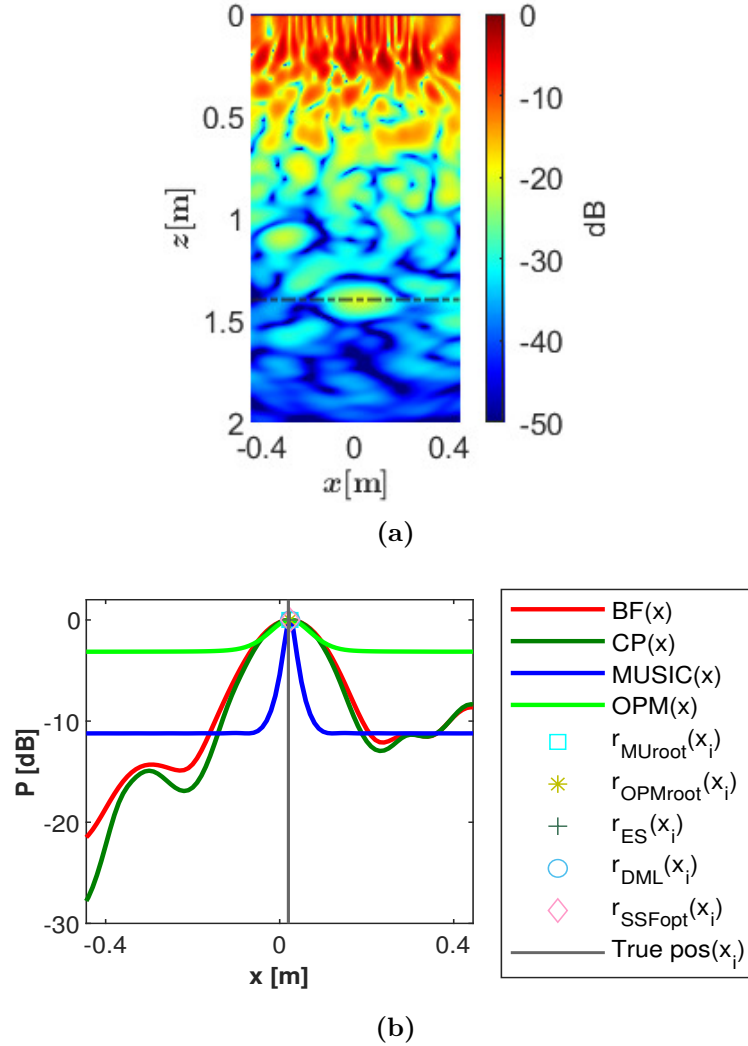 0
0.5
1
1.5
2
z[m]
-0.4 0 0.4
x[m]
0
-10
-20
-30
-40
-50
dB
(a)
0
-10
-20
-30
P [dB]
-0.4 0 0.4
x [m]
BF(x)
CP(x)
MUSIC(x)
OPM(x)
r_MUroot(x_i)
r_OPMroot(x_i)
r_ES(x_i)
r_DML(x_i)
r_SSFopt(x_i)
True pos(x_i)
(b)